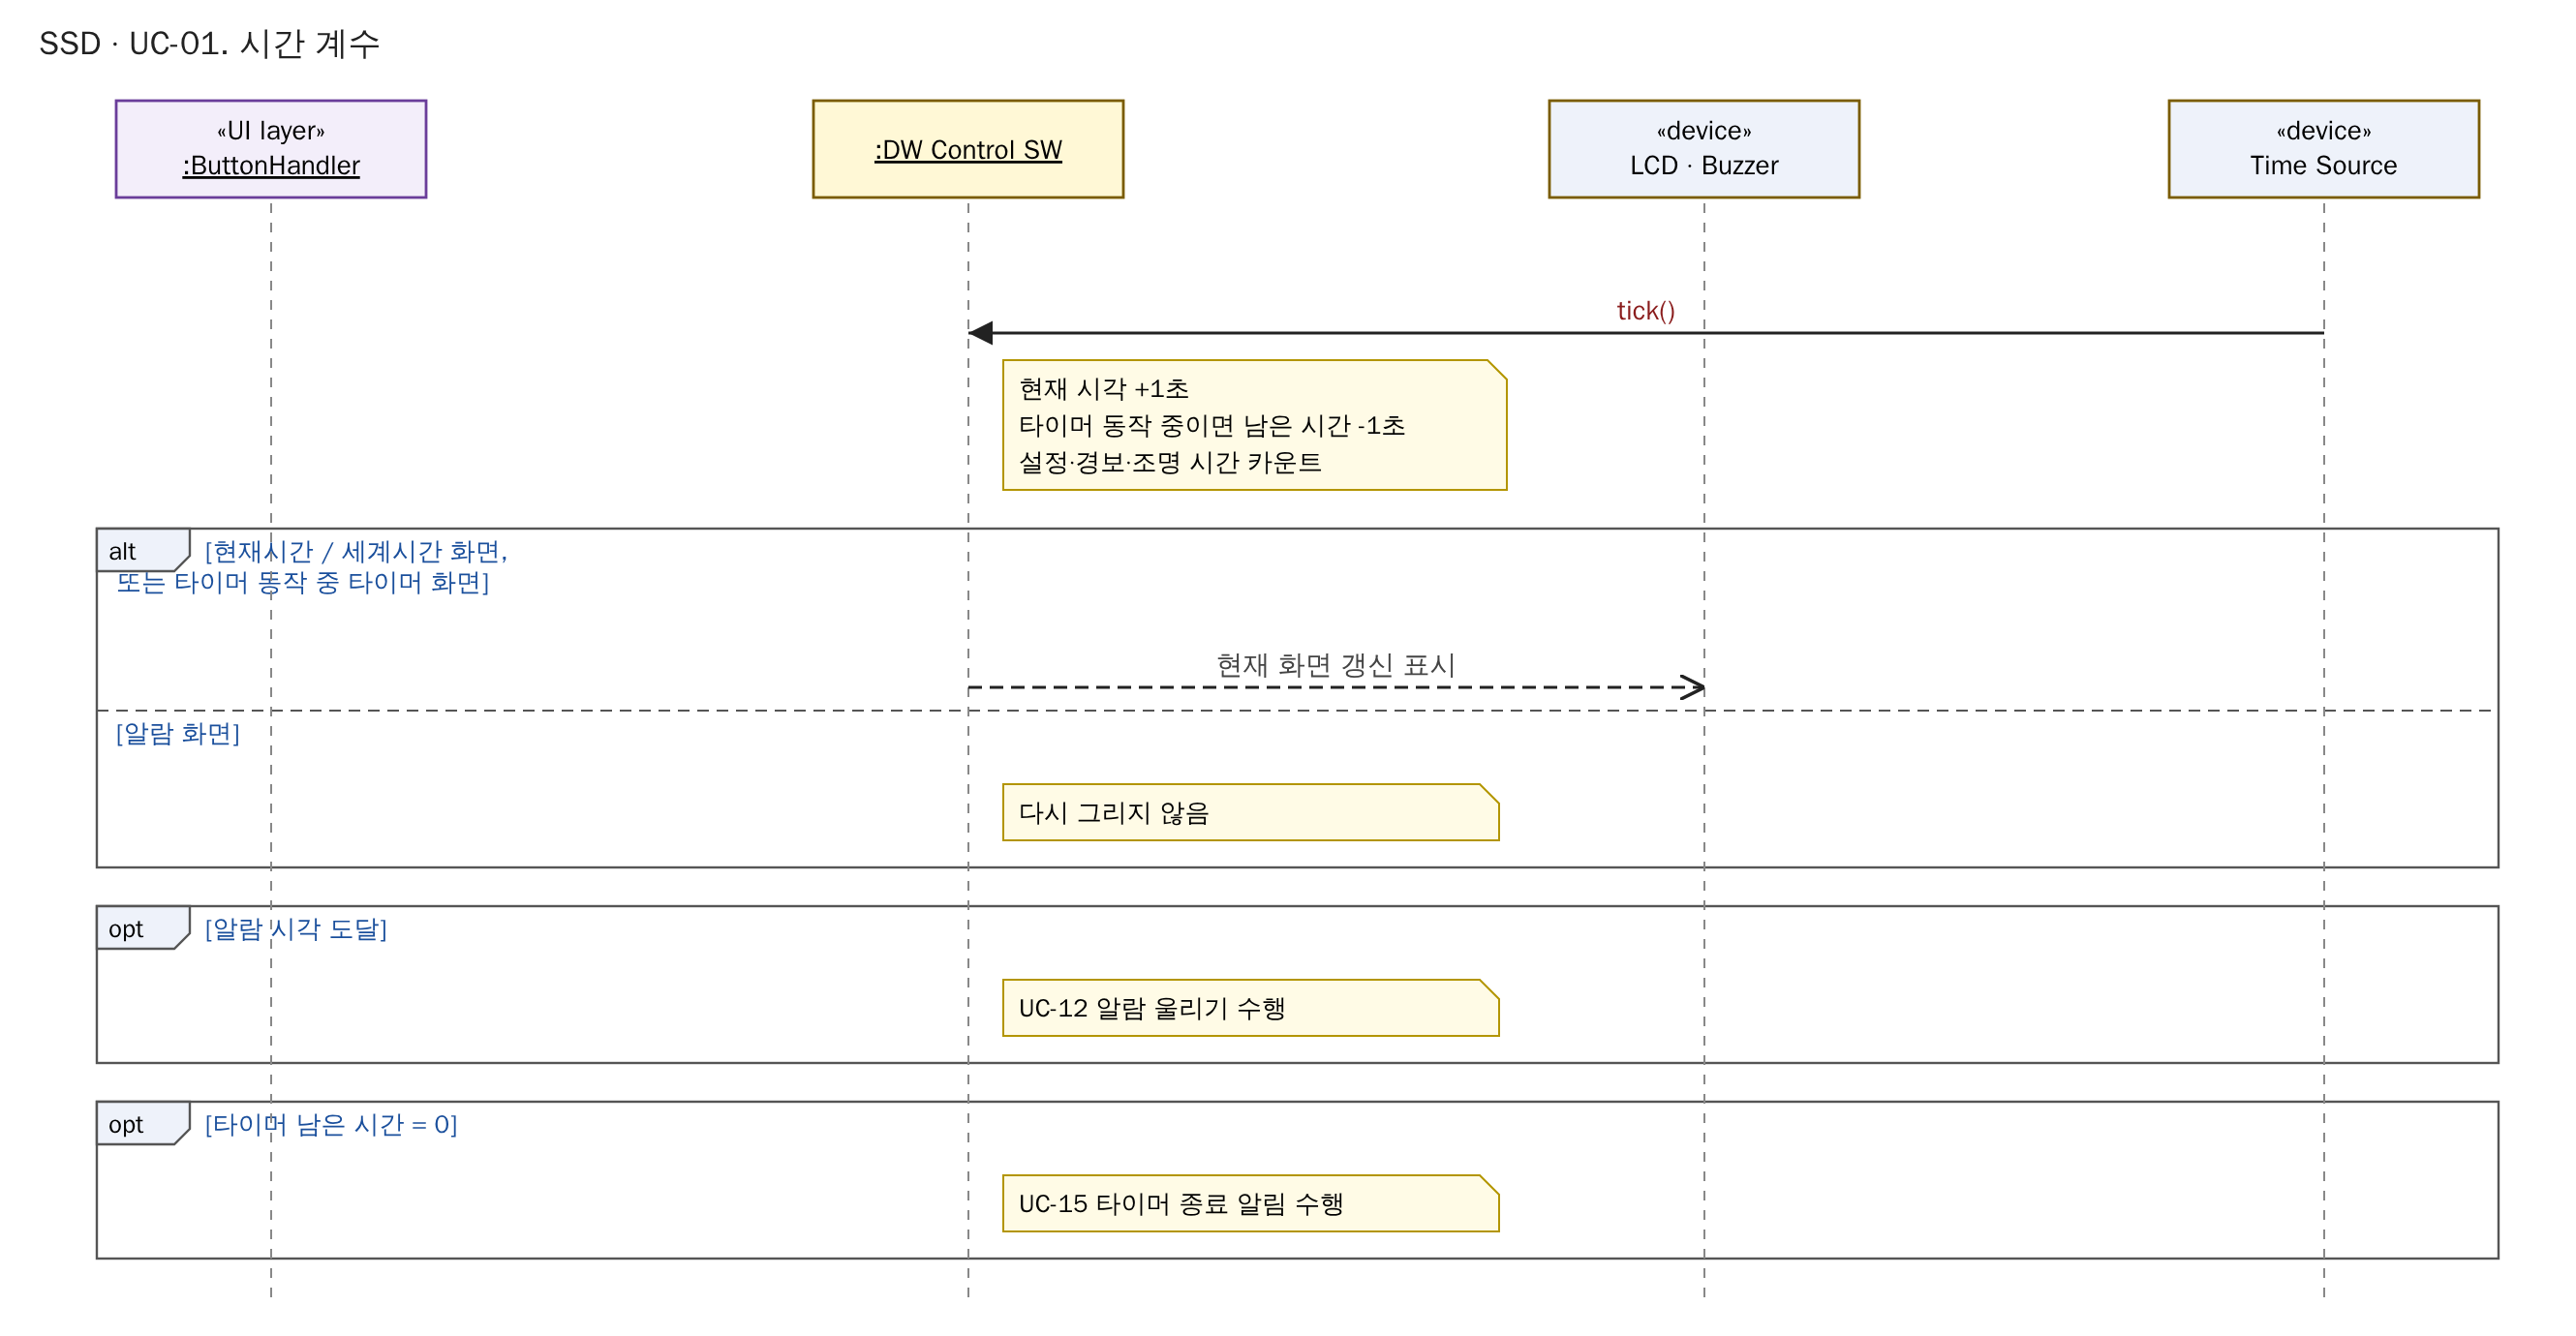 SSD · UC-01. 시간 계수
«UI layer»
:ButtonHandler
:DW Control SW
«device»
LCD · Buzzer
«device»
Time Source
tick()
현재 시각 +1초
타이머 동작 중이면 남은 시간 -1초
설정·경보·조명 시간 카운트
alt
[현재시간 / 세계시간 화면,
또는 타이머 동작 중 타이머 화면]
현재 화면 갱신 표시
[알람 화면]
다시 그리지 않음
opt
[알람 시각 도달]
UC-12 알람 울리기 수행
opt
[타이머 남은 시간 = 0]
UC-15 타이머 종료 알림 수행